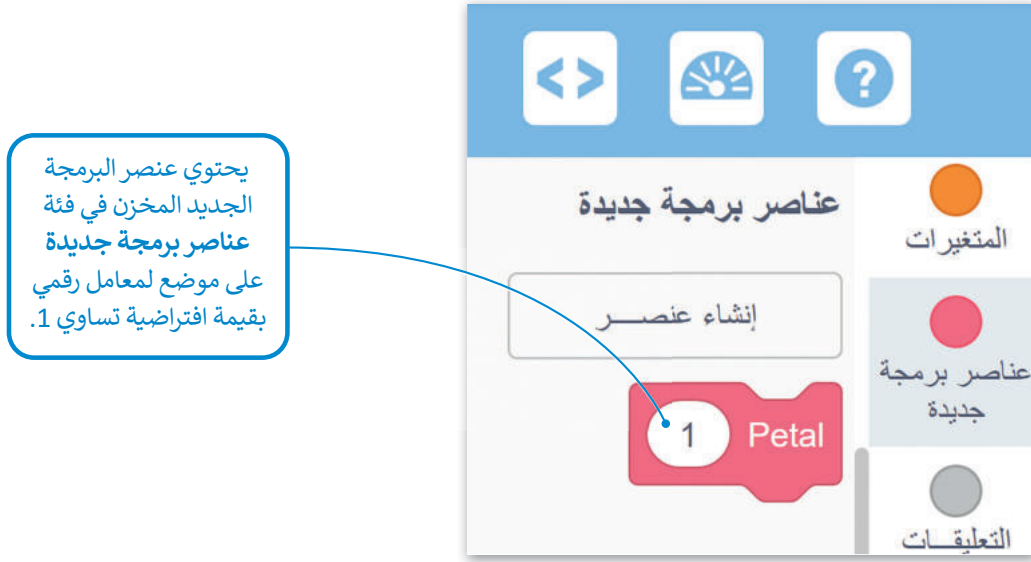 يحتوي عنصر البرمجة
الجديد المخزن في فئة
عناصر برمجة جديدة
على موضع لمعامل رقمي
بقيمة افتراضية تساوي 1.
< >
?
عناصر برمجة جديدة
إنشاء عنصـــر
Petal 1
المتغيرات
عناصر برمجة
جديدة
التعليقــات